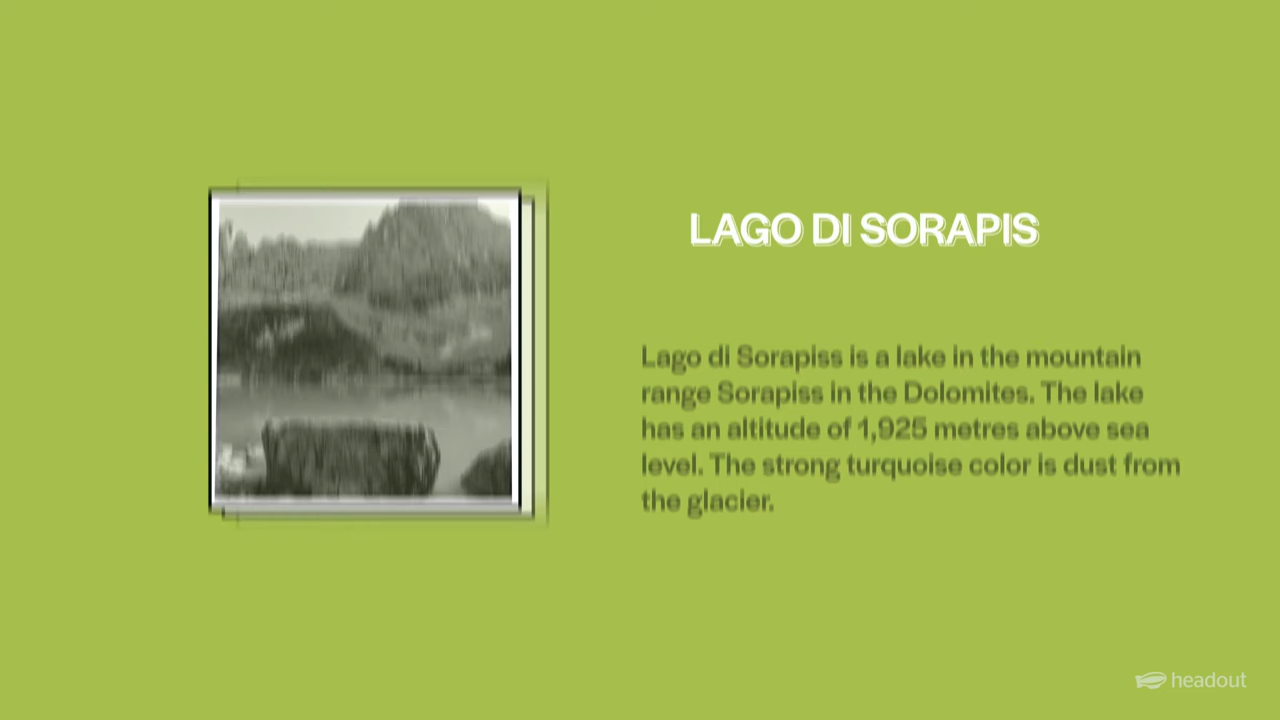 LAGO DI SORAPIS
Lago di Sorapiss is a lake in the mountain
range Sorapiss in the Dolomites. The lake
has an altitude of 1,925 metres above sea
level. The strong turquoise color is dust from
the glacier.
headout